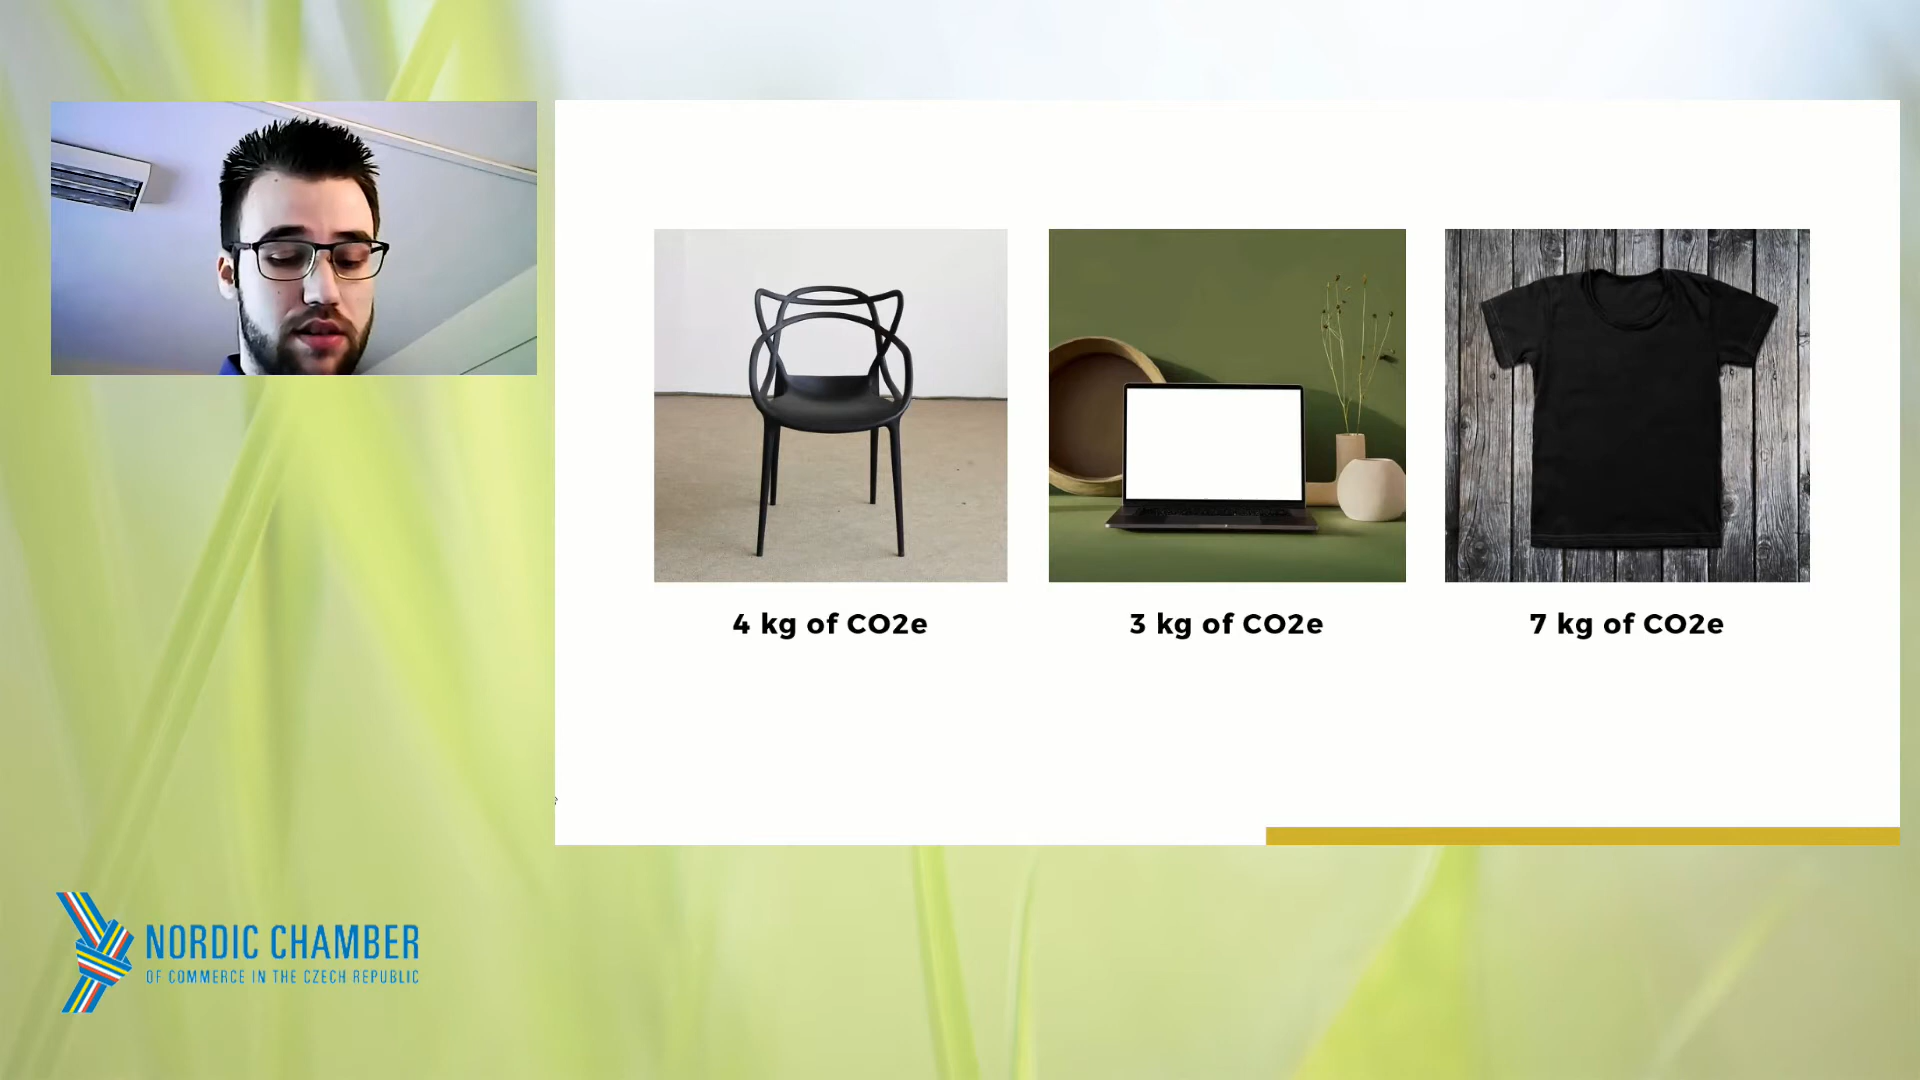 4 kg of CO2e
3 kg of CO2e
7 kg of CO2e
NORDIC CHAMBER
OF COMMERCE IN THE CZECH REPUBLIC